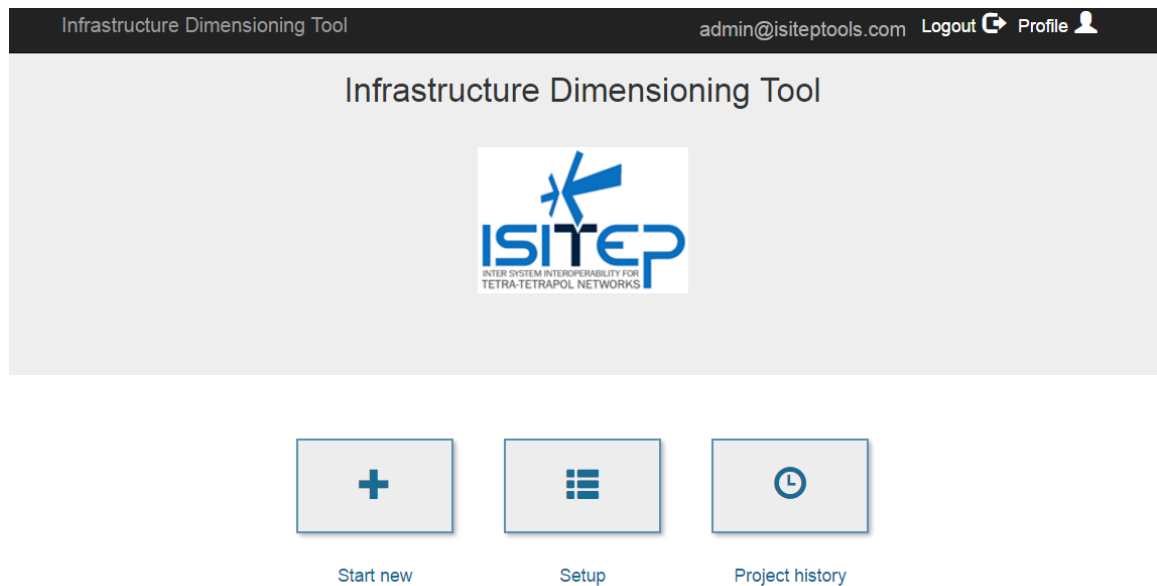 Infrastructure Dimensioning Tool
admin@isiteptools.com Logout Profile
Infrastructure Dimensioning Tool
ISITEP
INTER SYSTEM INTEROPERABILITY FOR
TETRA-TETRAPOL NETWORKS
Start new
Setup
Project history